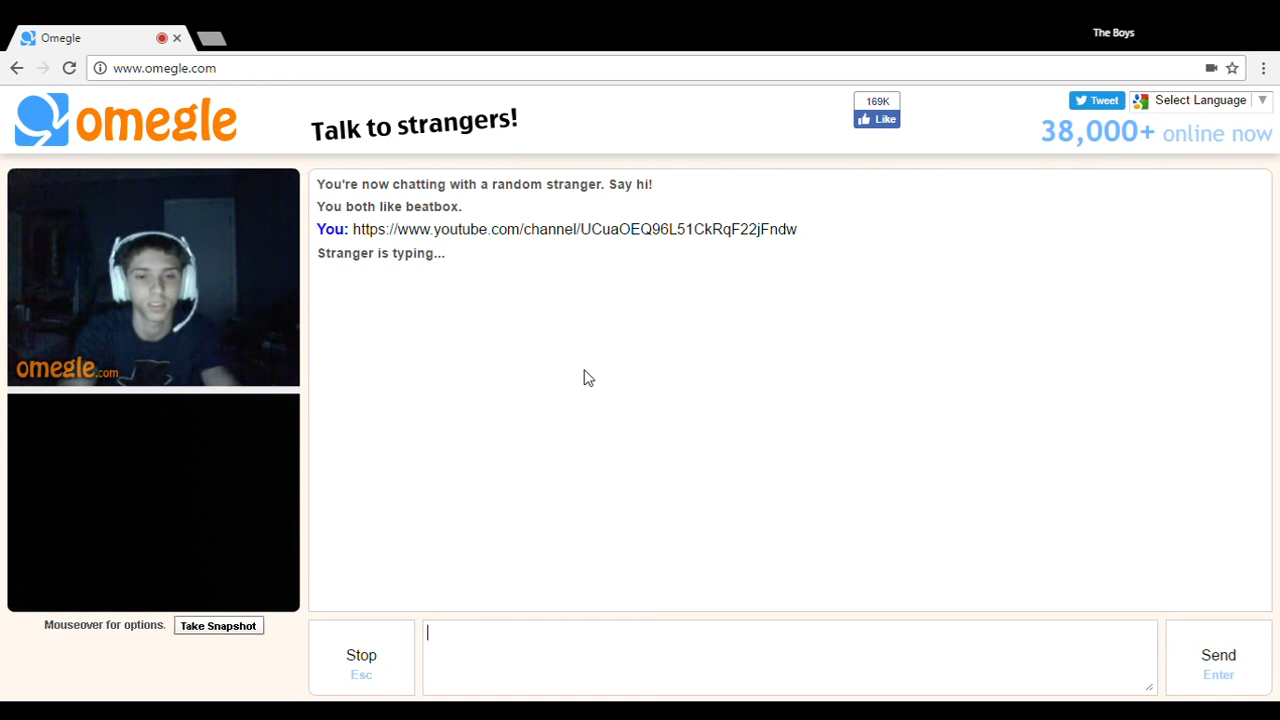 Omegle
The Boys
www.omegle.com
omegle
Talk to strangers!
169K
Like
Tweet
Select Language
38,000+ online now
You're now chatting with a random stranger. Say hi!
You both like beatbox.
You: https://www.youtube.com/channel/UCuaOEQ96L51CkRqF22jFndw
Stranger is typing...
omegle.com
Mouseover for options.
Take Snapshot
Stop
Esc
Send
Enter